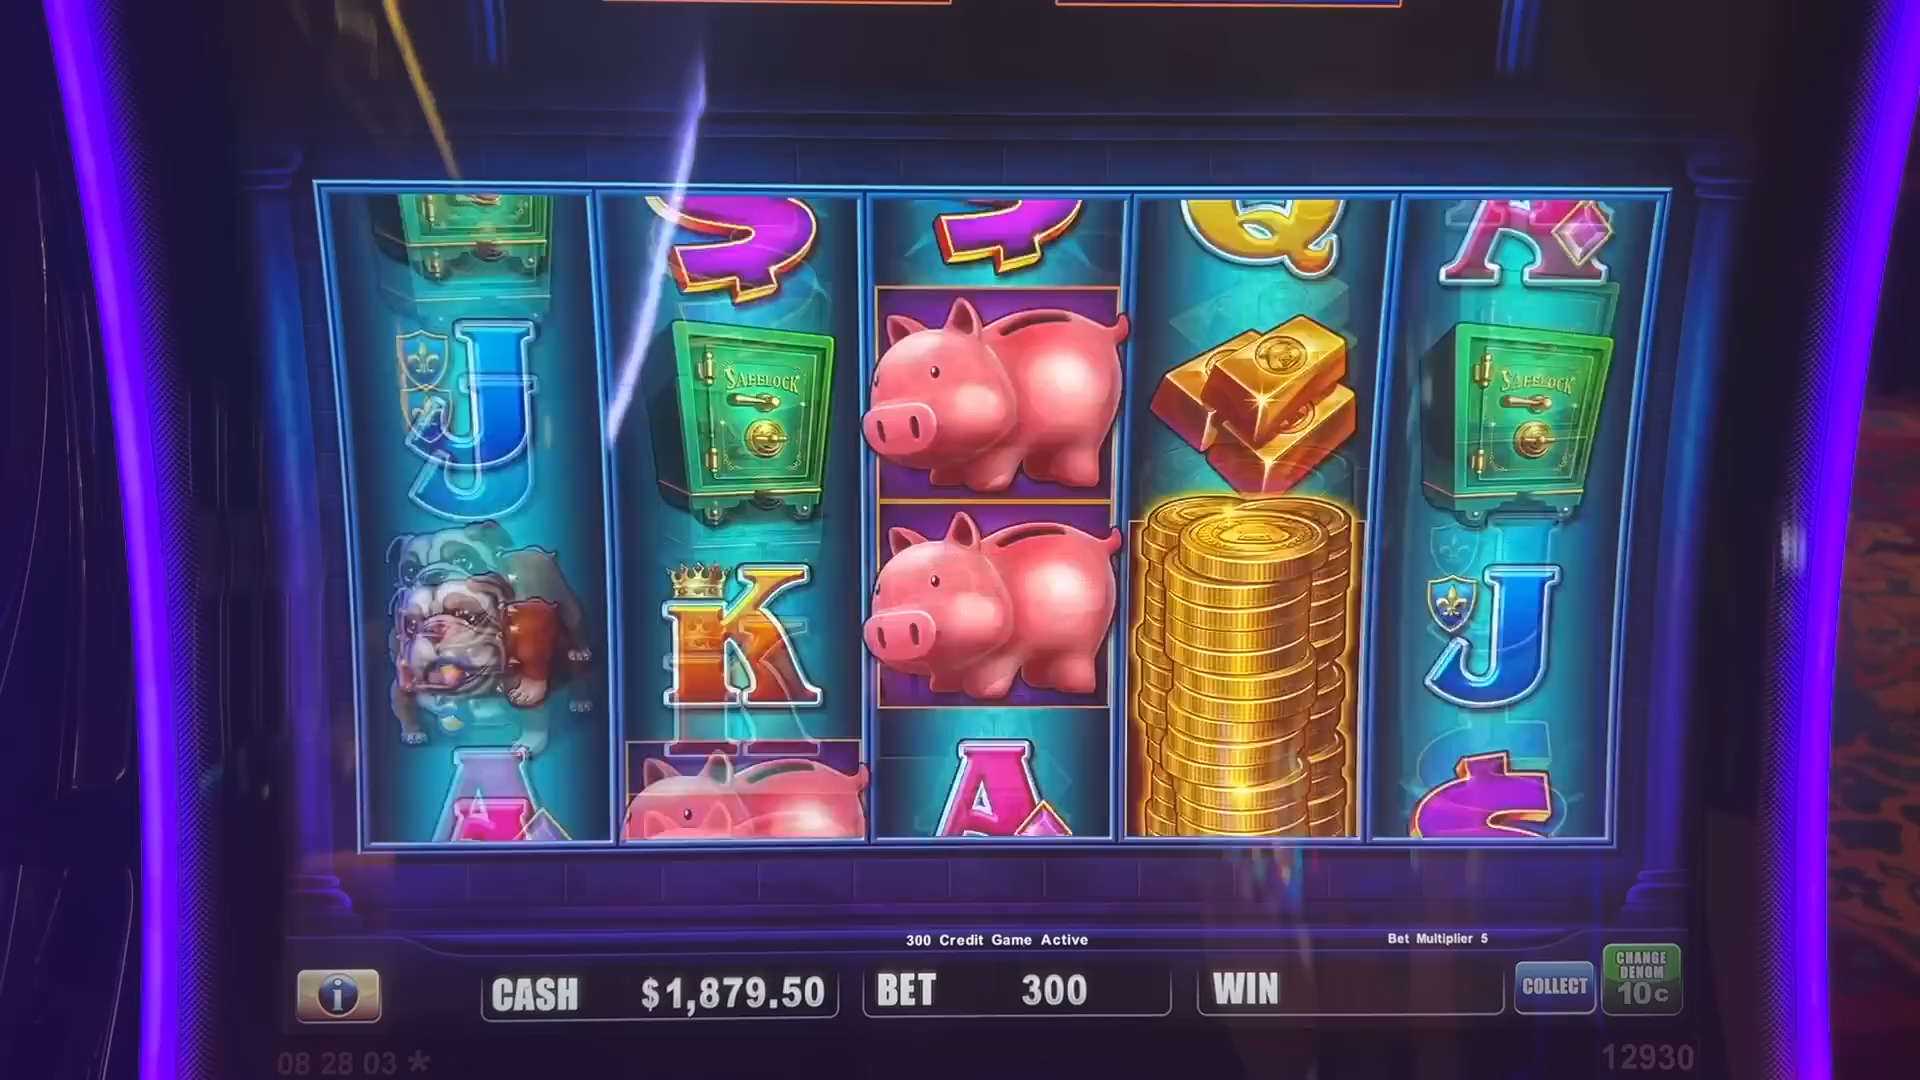 Q
A
J
SAFELOCK
SAFELOCK
K
J
A
A
300 Credit Game Active
Bet Multiplier 5
CASH $1,879.50
BET 300
WIN
COLLECT
CHANGE
DENOM
10¢
08 28 03 *
12930